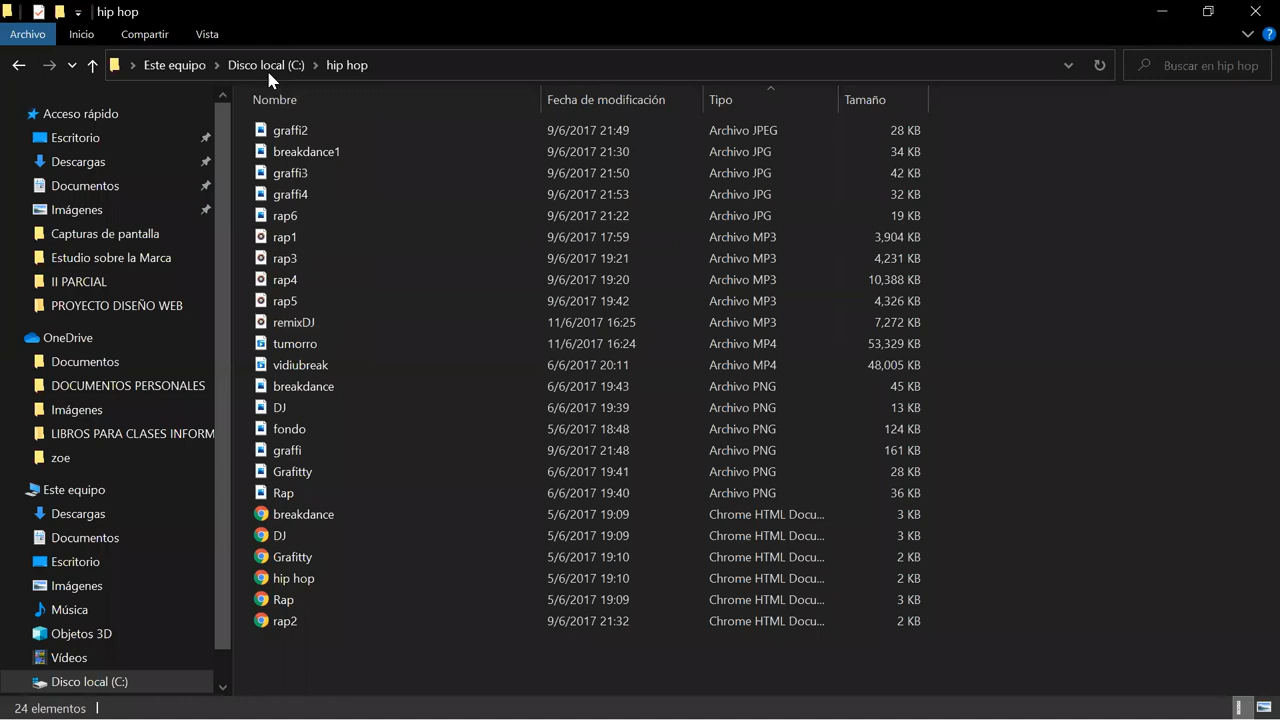 hip hop
Archivo Inicio Compartir Vista
Este equipo Disco local (C:) hip hop Buscar en hip hop
Nombre Fecha de modificación Tipo Tamaño
Acceso rápido
Escritorio
Descargas
Documentos
Imágenes
Capturas de pantalla
Estudio sobre la Marca
II PARCIAL
PROYECTO DISEÑO WEB
OneDrive
Documentos
DOCUMENTOS PERSONALES
Imágenes
LIBROS PARA CLASES INFORM
zoe
Este equipo
Descargas
Documentos
Escritorio
Imágenes
Música
Objetos 3D
Vídeos
Disco local (C:)
graffi2 9/6/2017 21:49 Archivo JPEG 28 KB
breakdance1 9/6/2017 21:30 Archivo JPG 34 KB
graffi3 9/6/2017 21:50 Archivo JPG 42 KB
graffi4 9/6/2017 21:53 Archivo JPG 32 KB
rap6 9/6/2017 21:22 Archivo JPG 19 KB
rap1 9/6/2017 17:59 Archivo MP3 3,904 KB
rap3 9/6/2017 19:21 Archivo MP3 4,231 KB
rap4 9/6/2017 19:20 Archivo MP3 10,388 KB
rap5 9/6/2017 19:42 Archivo MP3 4,326 KB
remixDJ 11/6/2017 16:25 Archivo MP3 7,272 KB
tumorro 11/6/2017 16:24 Archivo MP4 53,329 KB
vidiubreak 6/6/2017 20:11 Archivo MP4 48,005 KB
breakdance 6/6/2017 19:43 Archivo PNG 45 KB
DJ 6/6/2017 19:39 Archivo PNG 13 KB
fondo 5/6/2017 18:48 Archivo PNG 124 KB
graffi 9/6/2017 21:48 Archivo PNG 161 KB
Grafitty 6/6/2017 19:41 Archivo PNG 28 KB
Rap 6/6/2017 19:40 Archivo PNG 36 KB
breakdance 5/6/2017 19:09 Chrome HTML Docu... 3 KB
DJ 5/6/2017 19:09 Chrome HTML Docu... 3 KB
Grafitty 5/6/2017 19:10 Chrome HTML Docu... 2 KB
hip hop 5/6/2017 19:10 Chrome HTML Docu... 2 KB
Rap 5/6/2017 19:09 Chrome HTML Docu... 3 KB
rap2 9/6/2017 21:32 Chrome HTML Docu... 2 KB
24 elementos